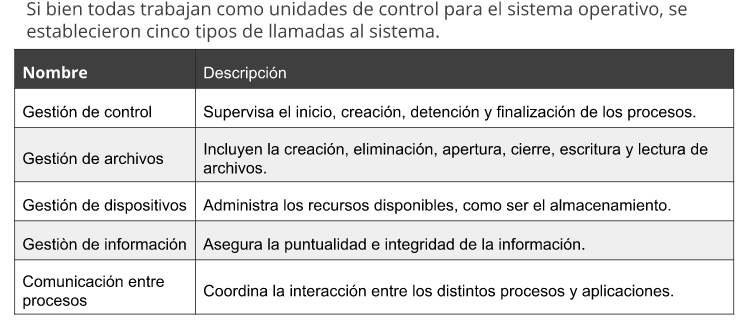 Si bien todas trabajan como unidades de control para el sistema operativo, se
establecieron cinco tipos de llamadas al sistema.
Nombre
Descripción
Gestión de control
Supervisa el inicio, creación, detención y finalización de los procesos.
Gestión de archivos
Incluyen la creación, eliminación, apertura, cierre, escritura y lectura de
archivos.
Gestión de dispositivos
Administra los recursos disponibles, como ser el almacenamiento.
Gestiòn de información
Asegura la puntualidad e integridad de la información.
Comunicación entre
procesos
Coordina la interacción entre los distintos procesos y aplicaciones.